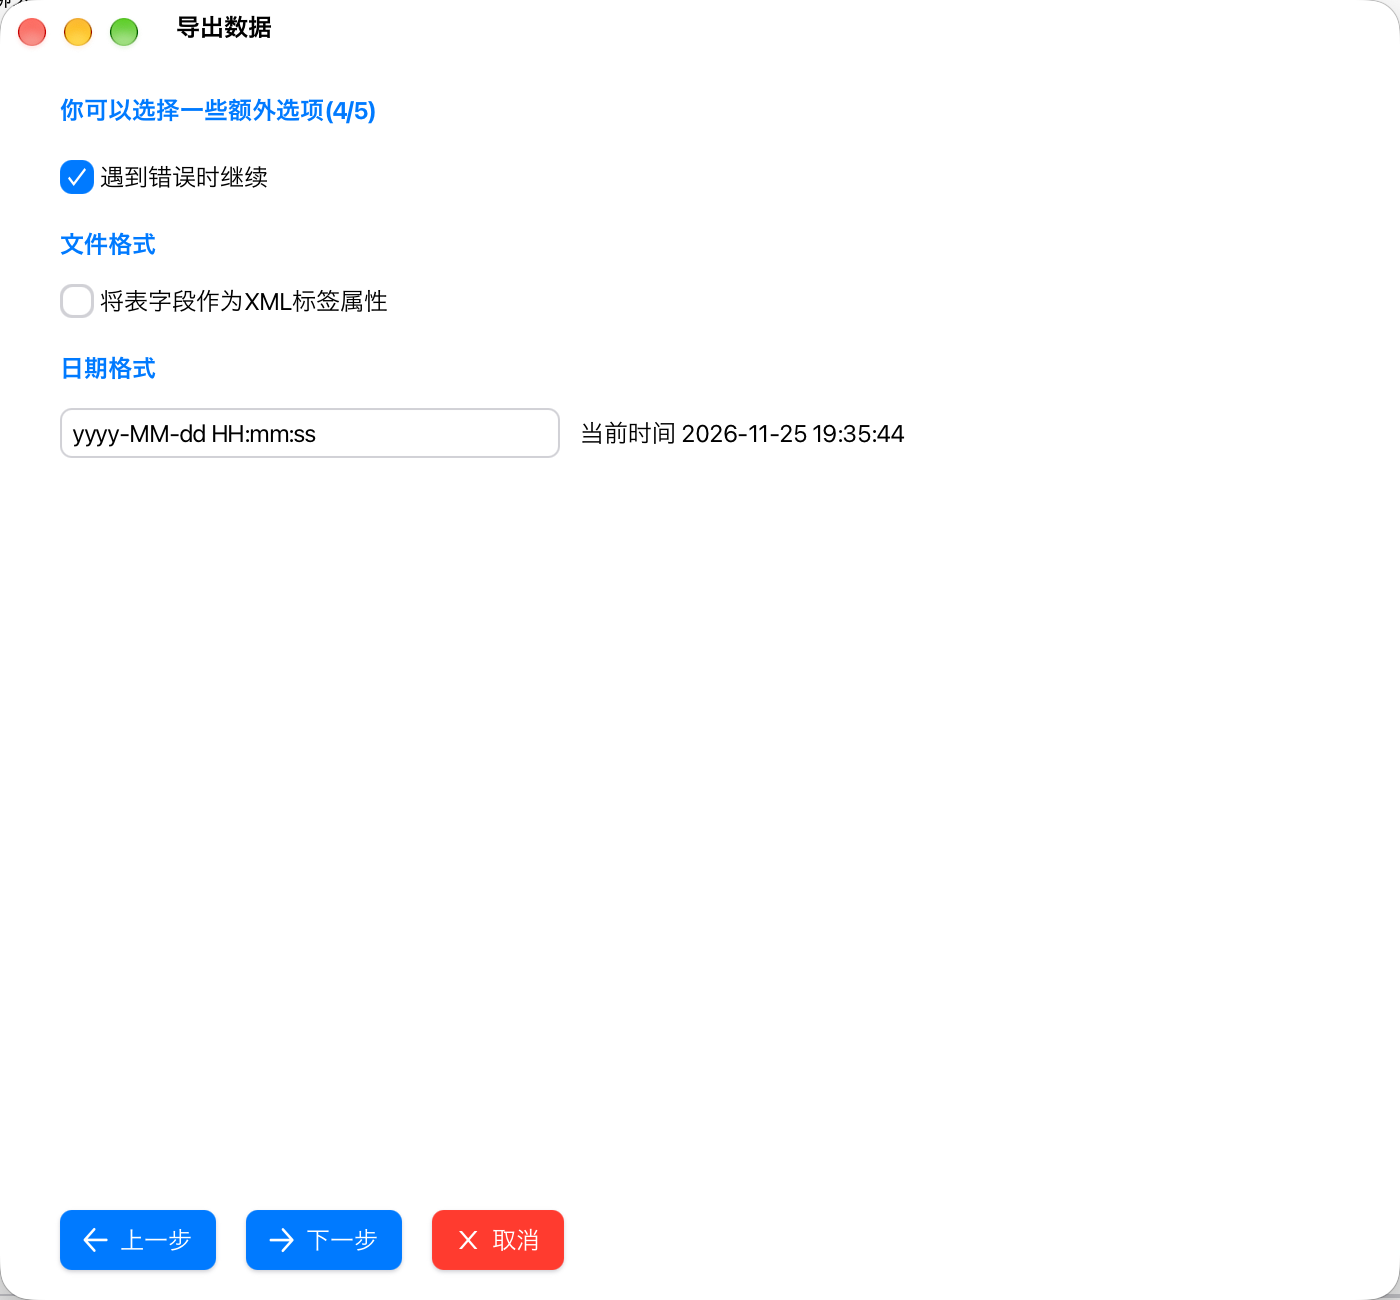 导出数据
你可以选择一些额外选项(4/5)
遇到错误时继续
文件格式
将表字段作为XML标签属性
日期格式
yyyy-MM-dd HH:mm:ss 当前时间 2026-11-25 19:35:44
上一步 下一步 取消